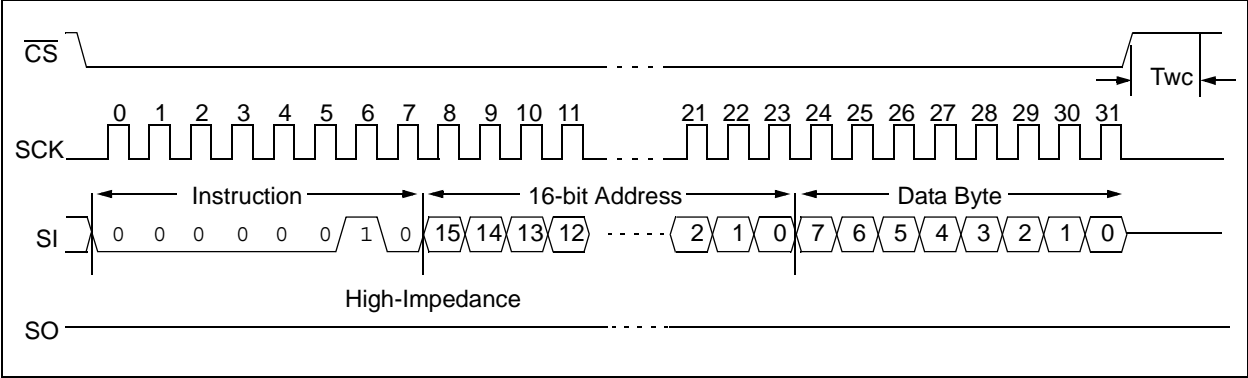 CS
Twc
0 1 2 3 4 5 6 7 8 9 10 11 21 22 23 24 25 26 27 28 29 30 31
SCK
Instruction 16-bit Address Data Byte
SI 0 0 0 0 0 0 1 0 15 14 13 12 2 1 0 7 6 5 4 3 2 1 0
High-Impedance
SO